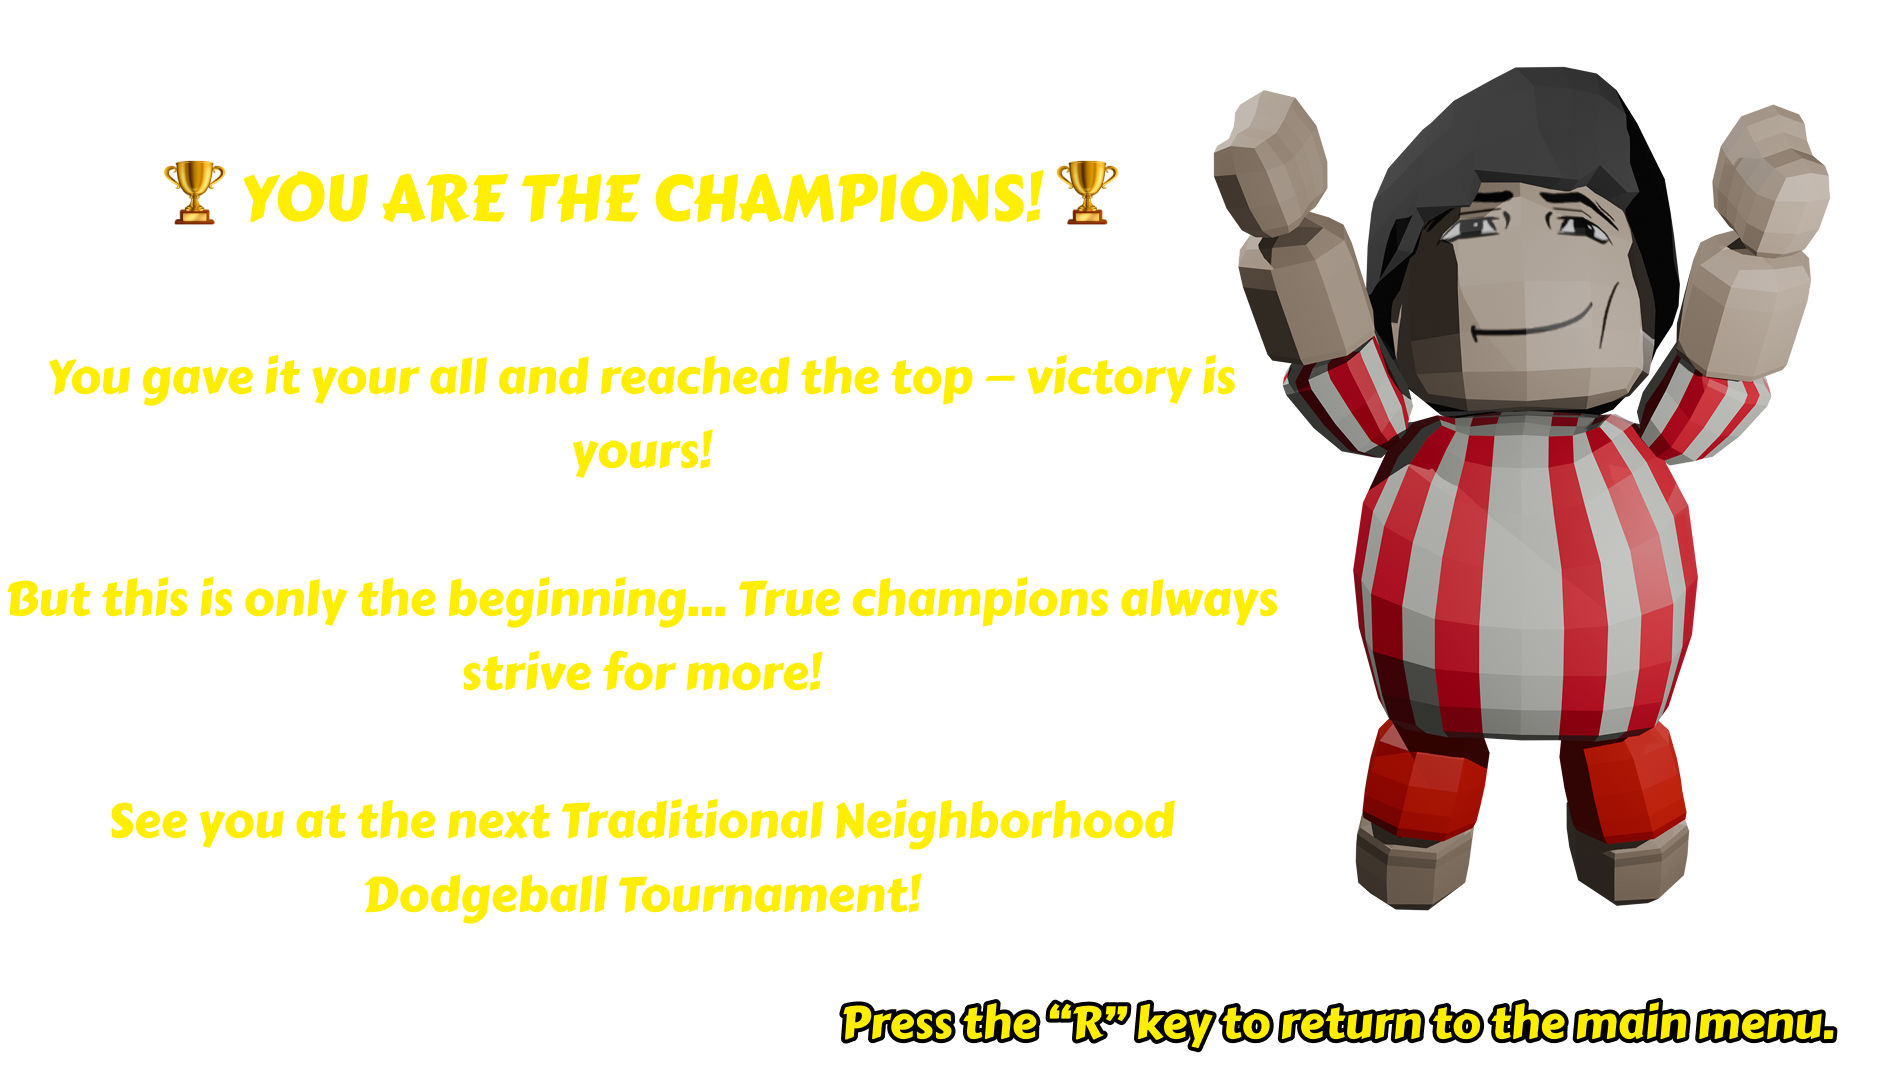 🏆 YOU ARE THE CHAMPIONS! 🏆
You gave it your all and reached the top – victory is
yours!
But this is only the beginning... True champions always
strive for more!
See you at the next Traditional Neighborhood
Dodgeball Tournament!
Press the “R” key to return to the main menu.